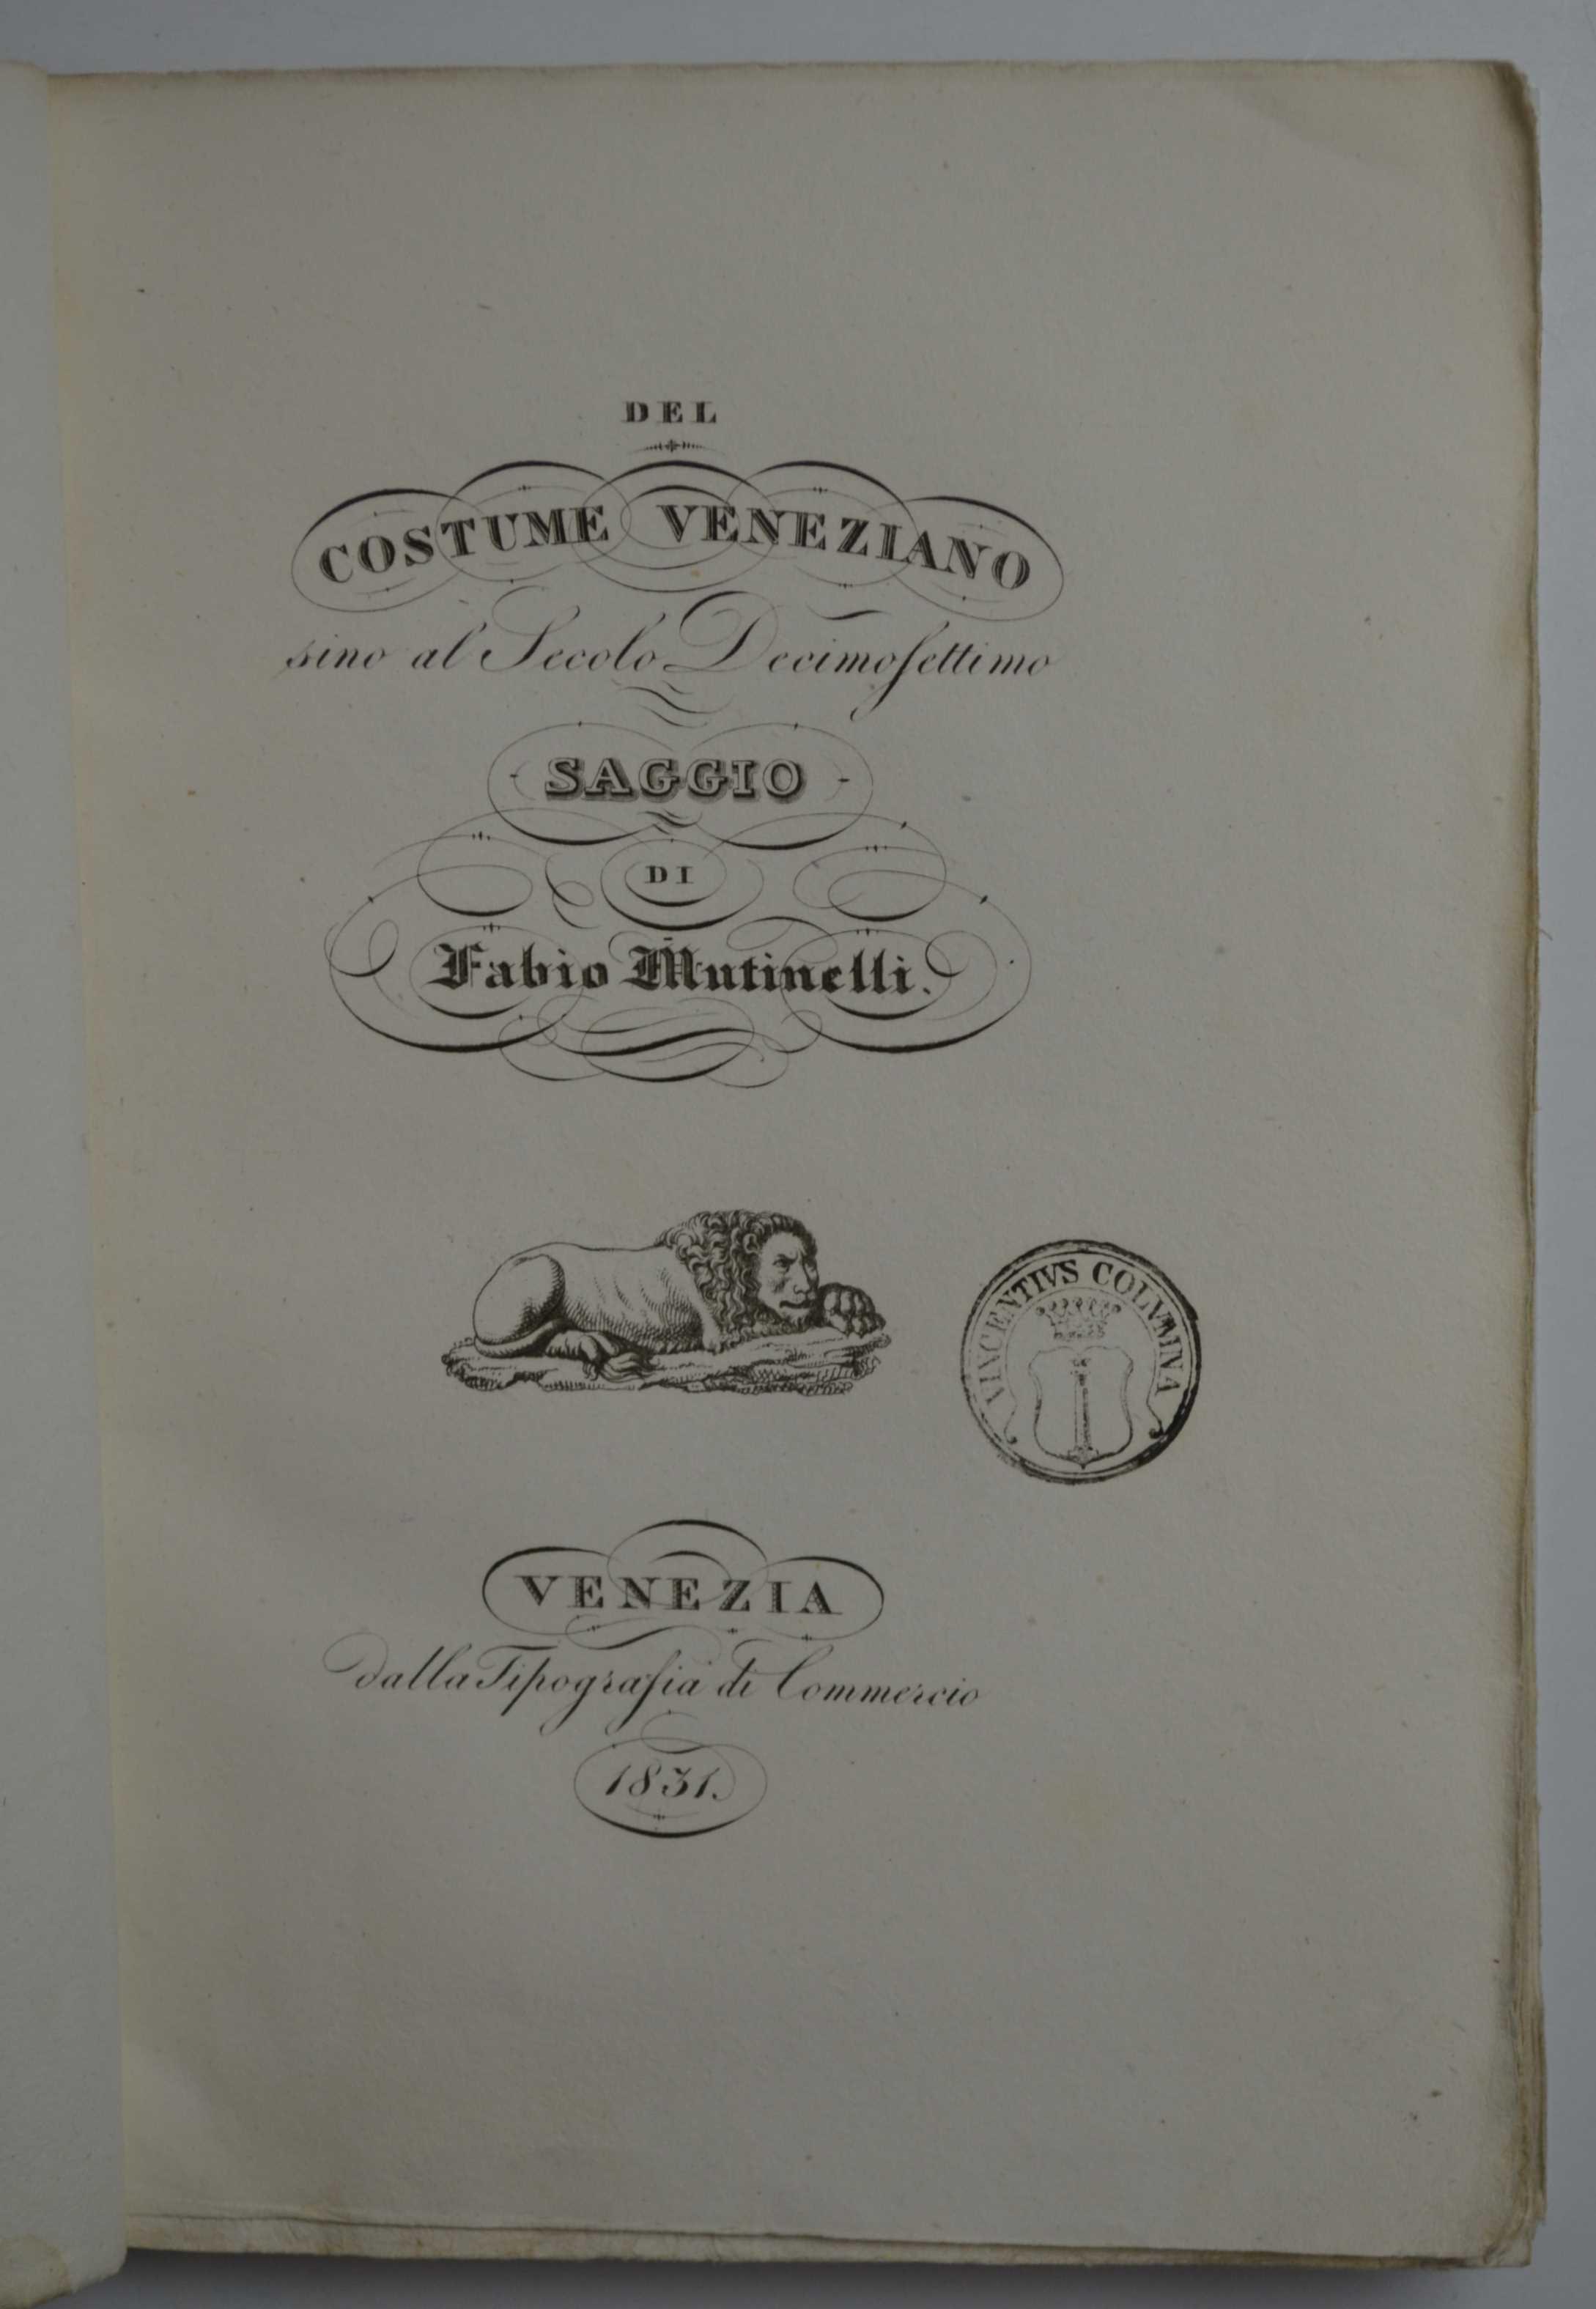 DEL
COSTUME VENEZIANO
sino al Secolo Decimosettimo
SAGGIO
DI
Fabio Mutinelli.
VINCENTIVS COLVMNA
VENEZIA
dalla Tipografia di Commercio
1831.